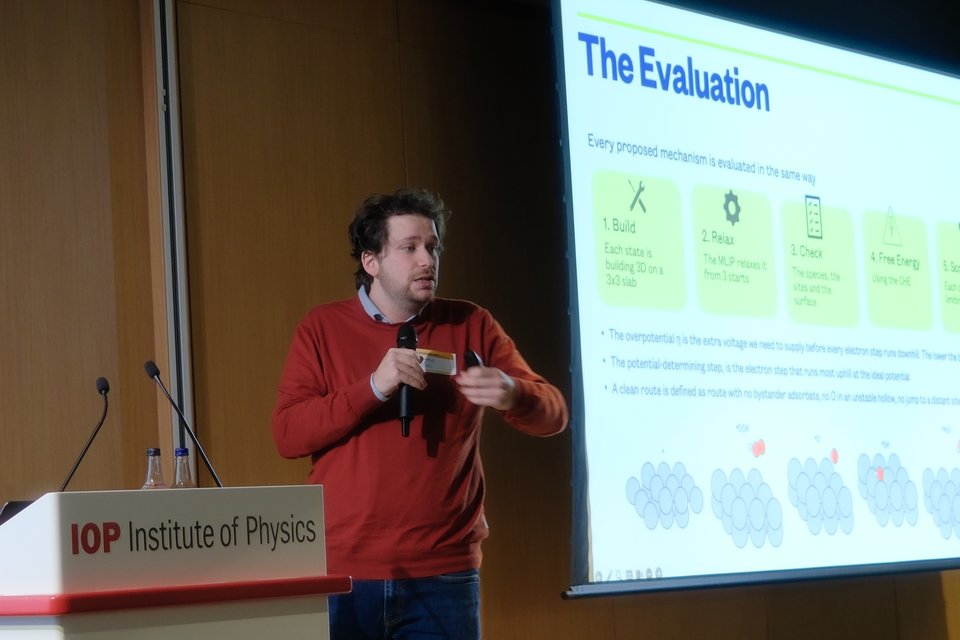 The Evaluation
Every proposed mechanism is evaluated in the same way
1. Build
Each state is
building 3D on a
3x3 slab
2. Relax
The MLIP relaxes it
from 3 starts
3. Check
The species, the
sites and the
surface
4. Free Energy
Using the CHE
• The overpotential η is the extra voltage we need to supply before every electron step runs downhill. The lower the
• The potential-determining step, is the electron step that runs most uphill at the ideal potential
• A clean route is defined as route with no bystander adsorbate, no O in an unstable hollow, no jump to a distant
IOP Institute of Physics